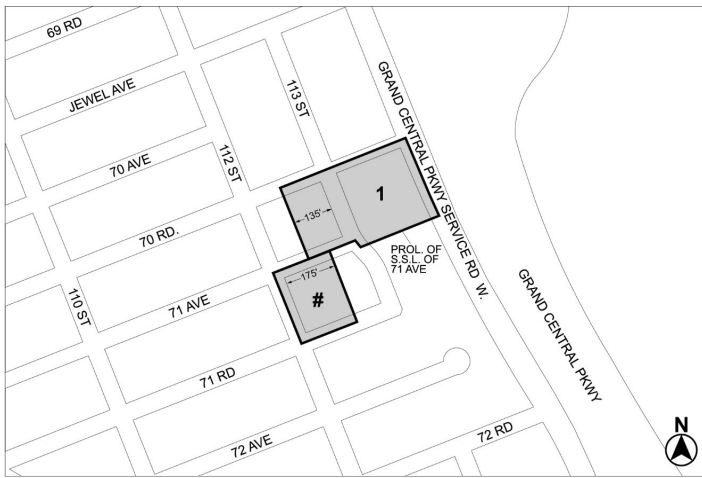 69 RD
JEWEL AVE
113 ST
GRAND CENTRAL PKWY SERVICE RD W.
112 ST
70 AVE
135'
1
70 RD.
PROL. OF
S.S.L. OF
71 AVE
175'
#
110 ST
71 AVE
GRAND CENTRAL PKWY
71 RD
72 AVE
72 RD
N